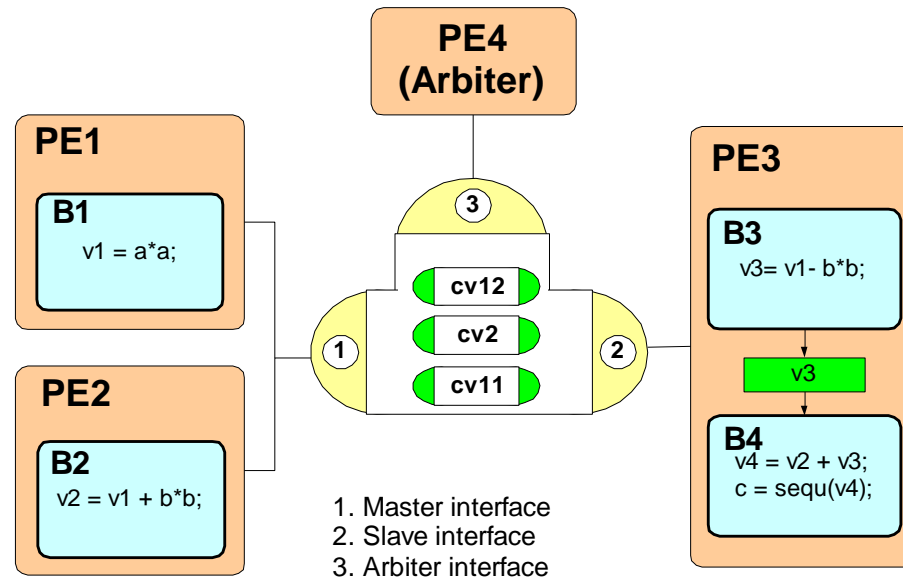 PE4
(Arbiter)
PE1
B1
v1 = a*a;
PE2
B2
v2 = v1 + b*b;
3
cv12
cv2
cv11
1
2
PE3
B3
v3= v1- b*b;
v3
B4
v4 = v2 + v3;
c = sequ(v4);
1. Master interface
2. Slave interface
3. Arbiter interface